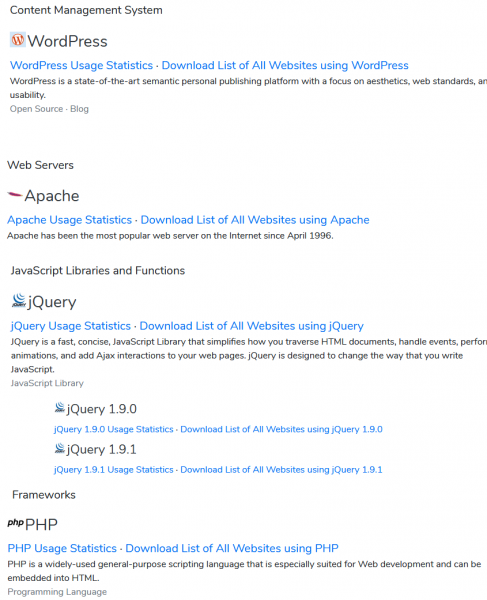 Content Management System
WordPress
WordPress Usage Statistics · Download List of All Websites using WordPress
WordPress is a state-of-the-art semantic personal publishing platform with a focus on aesthetics, web standards, an
usability.
Open Source · Blog
Web Servers
Apache
Apache Usage Statistics · Download List of All Websites using Apache
Apache has been the most popular web server on the Internet since April 1996.
JavaScript Libraries and Functions
jQuery
jQuery Usage Statistics · Download List of All Websites using jQuery
JQuery is a fast, concise, JavaScript Library that simplifies how you traverse HTML documents, handle events, perfor
animations, and add Ajax interactions to your web pages. jQuery is designed to change the way that you write
JavaScript.
JavaScript Library
jQuery 1.9.0
jQuery 1.9.0 Usage Statistics · Download List of All Websites using jQuery 1.9.0
jQuery 1.9.1
jQuery 1.9.1 Usage Statistics · Download List of All Websites using jQuery 1.9.1
Frameworks
php PHP
PHP Usage Statistics · Download List of All Websites using PHP
PHP is a widely-used general-purpose scripting language that is especially suited for Web development and can be
embedded into HTML.
Programming Language